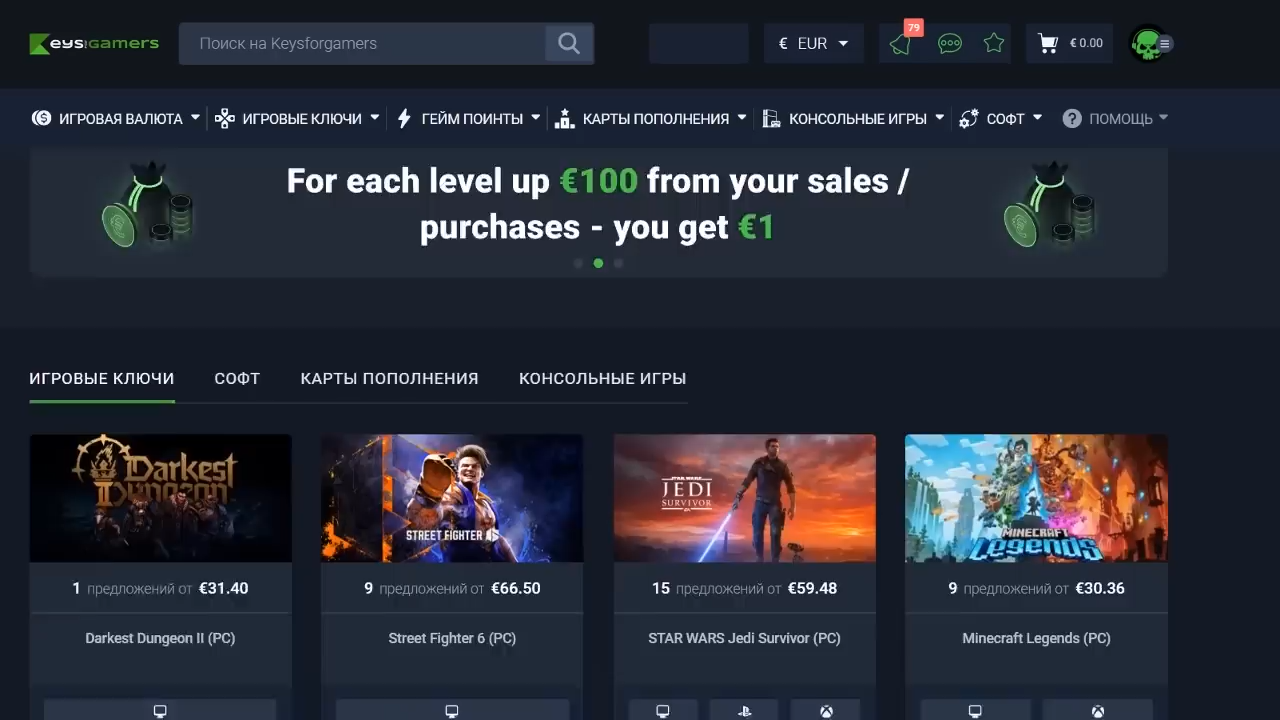 Keys for Gamers
Поиск на Keysforgamers
€ EUR
79
€ 0.00
ИГРОВАЯ ВАЛЮТА
ИГРОВЫЕ КЛЮЧИ
ГЕЙМ ПОИНТЫ
КАРТЫ ПОПОЛНЕНИЯ
КОНСОЛЬНЫЕ ИГРЫ
СОФТ
? ПОМОЩЬ
For each level up €100 from your sales /
purchases - you get €1
ИГРОВЫЕ КЛЮЧИ
СОФТ
КАРТЫ ПОПОЛНЕНИЯ
КОНСОЛЬНЫЕ ИГРЫ
Darkest
Dungeon
STREET FIGHTER 6
STAR WARS
JEDI
SURVIVOR
MINECRAFT
Legends
1 предложений от €31.40
9 предложений от €66.50
15 предложений от €59.48
9 предложений от €30.36
Darkest Dungeon II (PC)
Street Fighter 6 (PC)
STAR WARS Jedi Survivor (PC)
Minecraft Legends (PC)